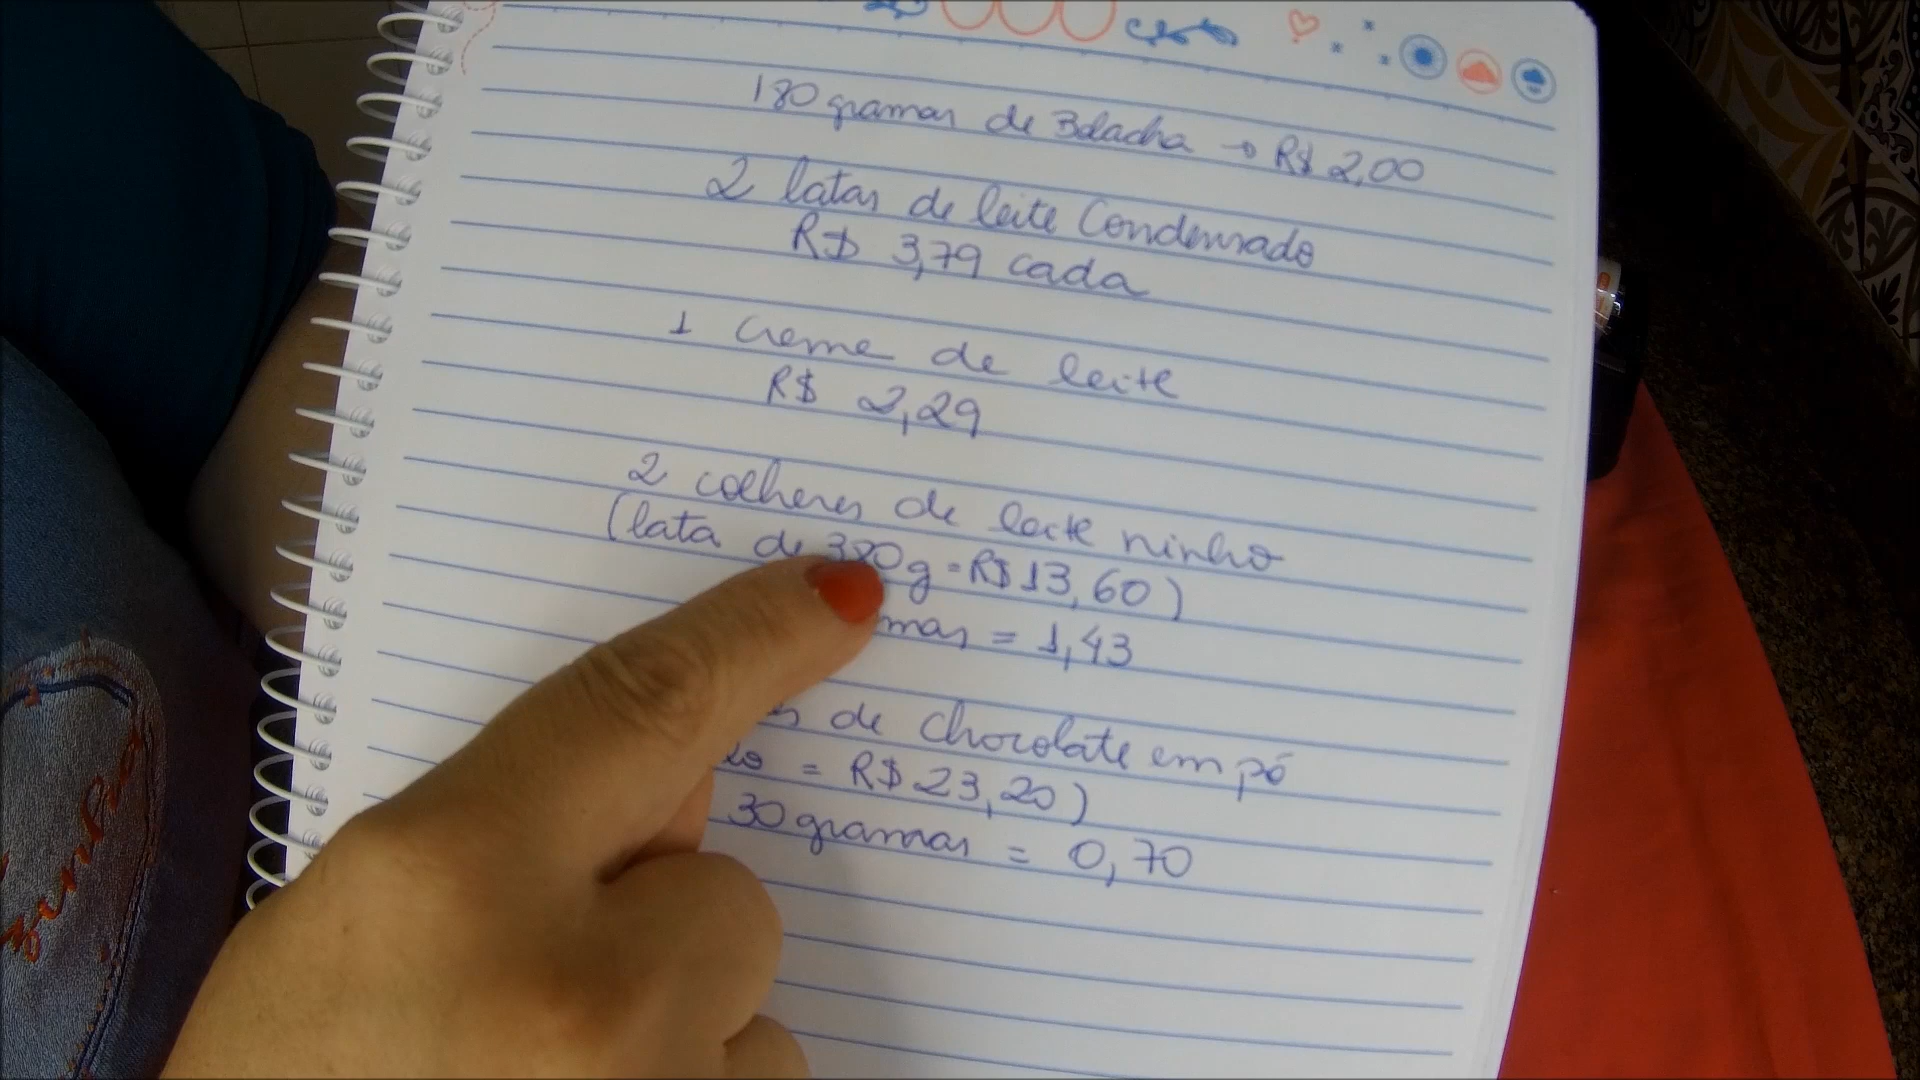 180 gramas de Bolacha → R$ 2,00
2 latas de leite Condensado
R$ 3,79 cada
1 creme de leite
R$ 2,29
2 colheres de leite ninho
(lata de 380g = R$ 13,60)
= 1,43
de Chocolate em pó
= R$ 23,20)
30 gramas = 0,70